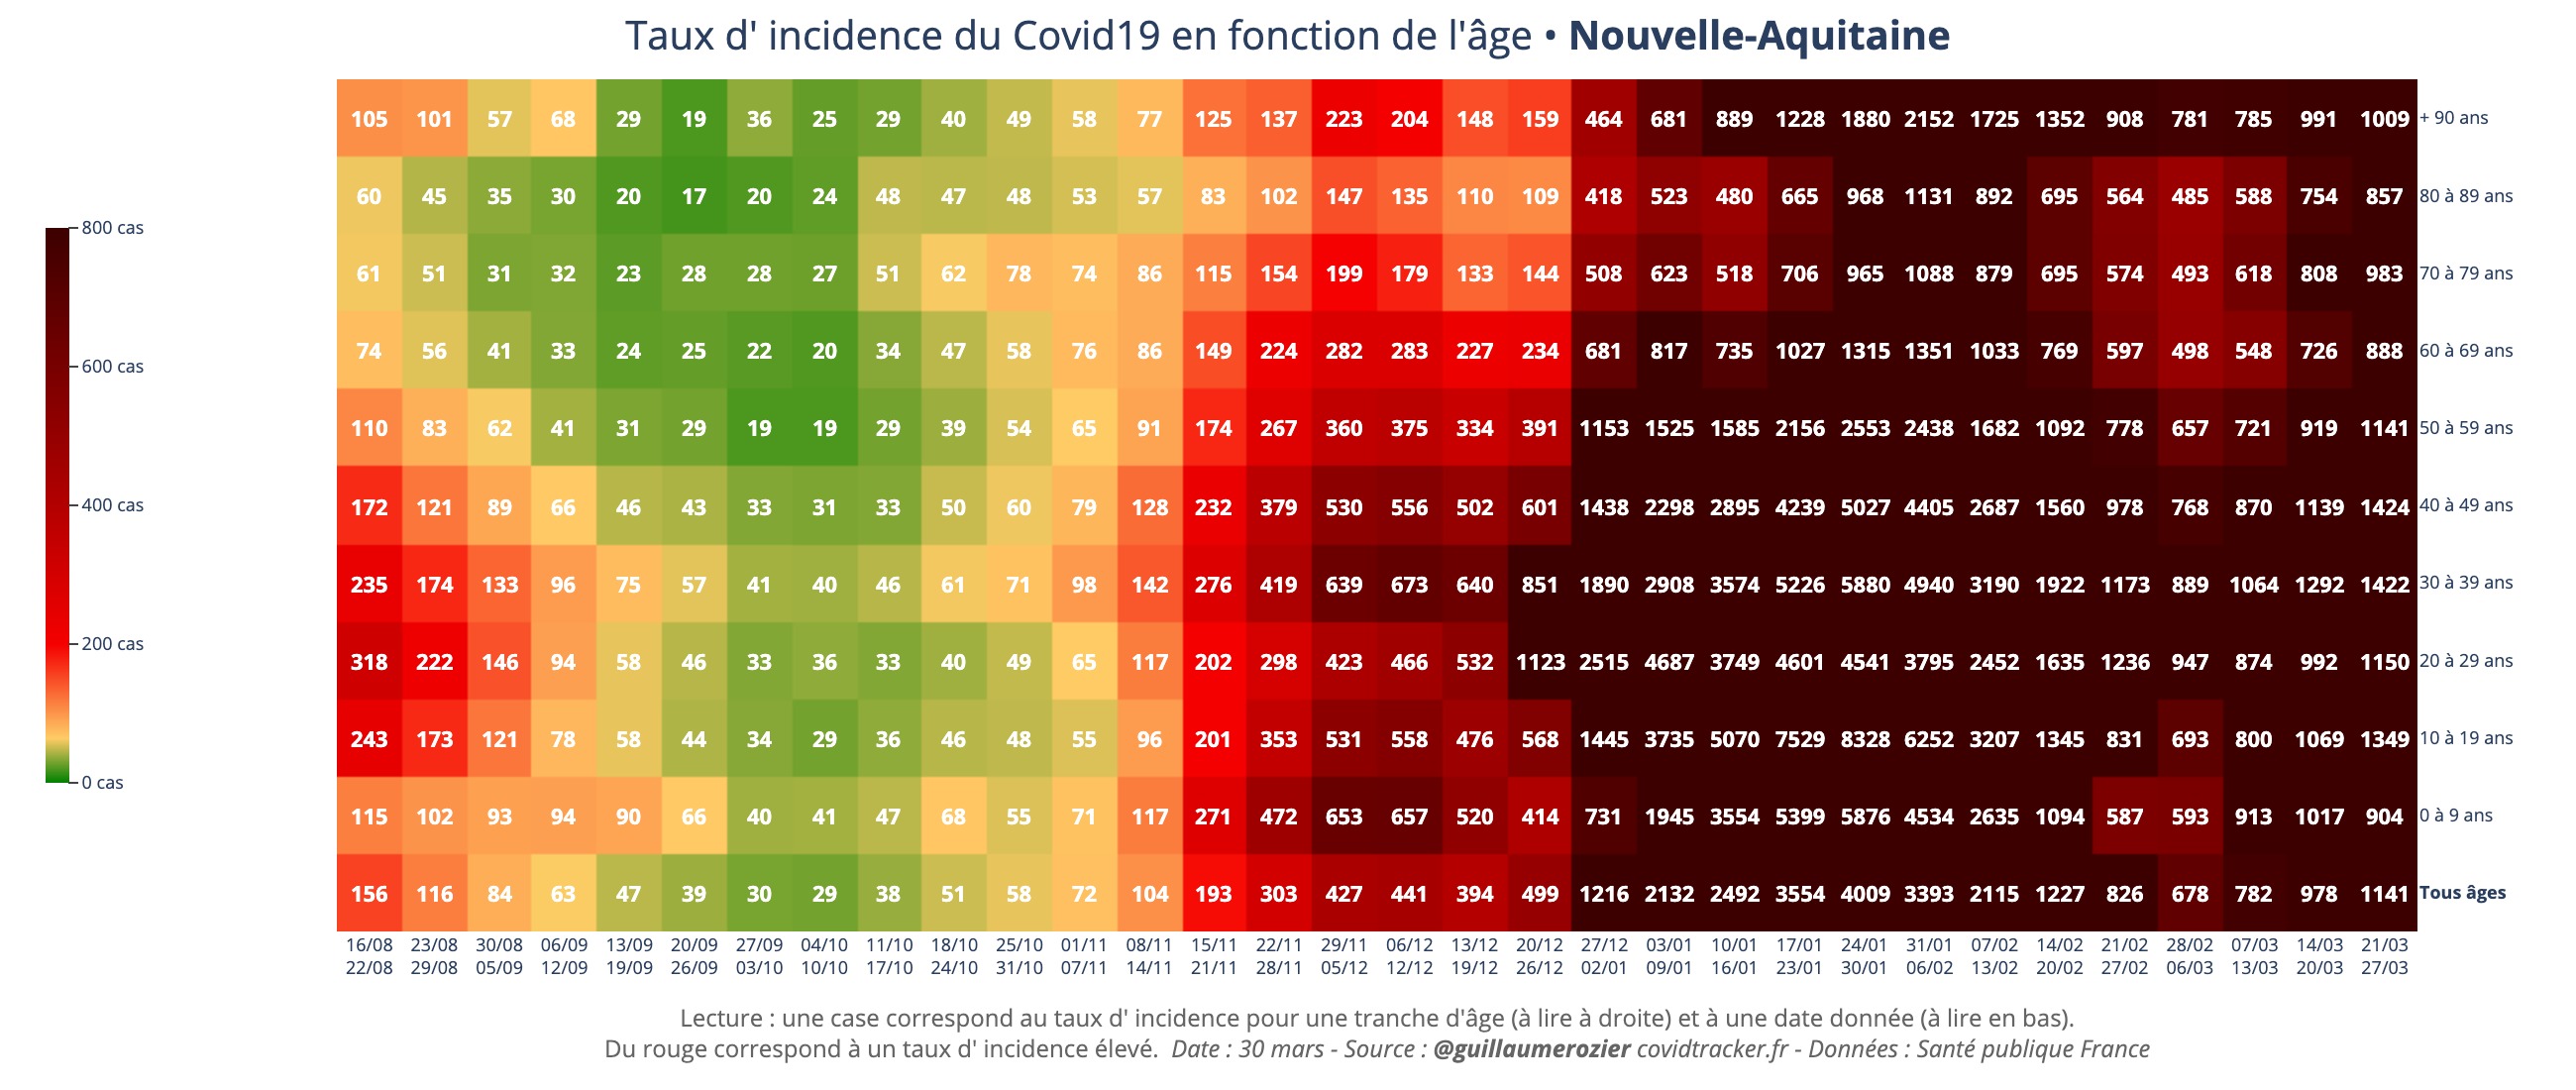 Taux d' incidence du Covid19 en fonction de l'âge • Nouvelle-Aquitaine
800 cas
600 cas
400 cas
200 cas
0 cas
105 101 57 68 29 19 36 25 29 40 49 58 77 125 137 223 204 148 159 464 681 889 1228 1880 2152 1725 1352 908 781 785 991 1009 + 90 ans
60 45 35 30 20 17 20 24 48 47 48 53 57 83 102 147 135 110 109 418 523 480 665 968 1131 892 695 564 485 588 754 857 80 à 89 ans
61 51 31 32 23 28 28 27 51 62 78 74 86 115 154 199 179 133 144 508 623 518 706 965 1088 879 695 574 493 618 808 983 70 à 79 ans
74 56 41 33 24 25 22 20 34 47 58 76 86 149 224 282 283 227 234 681 817 735 1027 1315 1351 1033 769 597 498 548 726 888 60 à 69 ans
110 83 62 41 31 29 19 19 29 39 54 65 91 174 267 360 375 334 391 1153 1525 1585 2156 2553 2438 1682 1092 778 657 721 919 1141 50 à 59 ans
172 121 89 66 46 43 33 31 33 50 60 79 128 232 379 530 556 502 601 1438 2298 2895 4239 5027 4405 2687 1560 978 768 870 1139 1424 40 à 49 ans
235 174 133 96 75 57 41 40 46 61 71 98 142 276 419 639 673 640 851 1890 2908 3574 5226 5880 4940 3190 1922 1173 889 1064 1292 1422 30 à 39 ans
318 222 146 94 58 46 33 36 33 40 49 65 117 202 298 423 466 532 1123 2515 4687 3749 4601 4541 3795 2452 1635 1236 947 874 992 1150 20 à 29 ans
243 173 121 78 58 44 34 29 36 46 48 55 96 201 353 531 558 476 568 1445 3735 5070 7529 8328 6252 3207 1345 831 693 800 1069 1349 10 à 19 ans
115 102 93 94 90 66 40 41 47 68 55 71 117 271 472 653 657 520 414 731 1945 3554 5399 5876 4534 2635 1094 587 593 913 1017 904 0 à 9 ans
156 116 84 63 47 39 30 29 38 51 58 72 104 193 303 427 441 394 499 1216 2132 2492 3554 4009 3393 2115 1227 826 678 782 978 1141 Tous âges
16/08 23/08 30/08 06/09 13/09 20/09 27/09 04/10 11/10 18/10 25/10 01/11 08/11 15/11 22/11 29/11 06/12 13/12 20/12 27/12 03/01 10/01 17/01 24/01 31/01 07/02 14/02 21/02 28/02 07/03 14/03 21/03
22/08 29/08 05/09 12/09 19/09 26/09 03/10 10/10 17/10 24/10 31/10 07/11 14/11 21/11 28/11 05/12 12/12 19/12 26/12 02/01 09/01 16/01 23/01 30/01 06/02 13/02 20/02 27/02 06/03 13/03 20/03 27/03
Lecture : une case correspond au taux d' incidence pour une tranche d'âge (à lire à droite) et à une date donnée (à lire en bas).
Du rouge correspond à un taux d' incidence élevé. Date : 30 mars - Source : @guillaumerozier covidtracker.fr - Données : Santé publique France